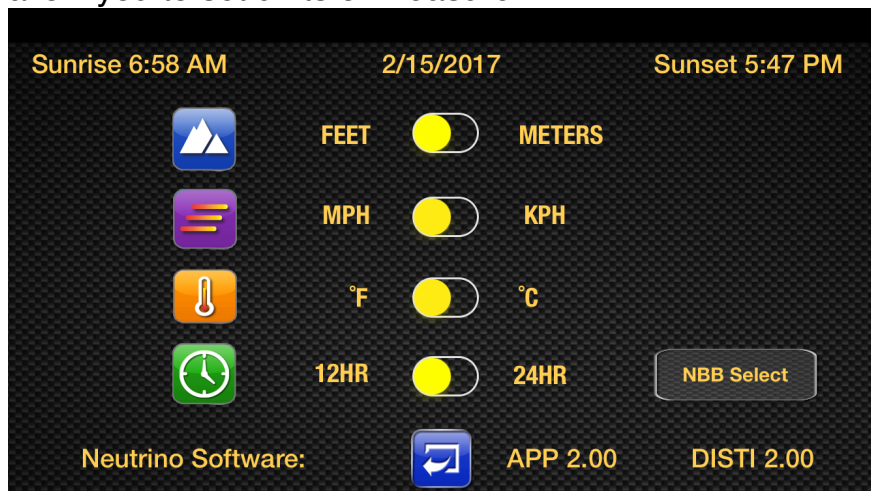 Sunrise 6:58 AM 2/15/2017 Sunset 5:47 PM
FEET METERS
MPH KPH
°F °C
12HR 24HR NBB Select
Neutrino Software: APP 2.00 DISTI 2.00